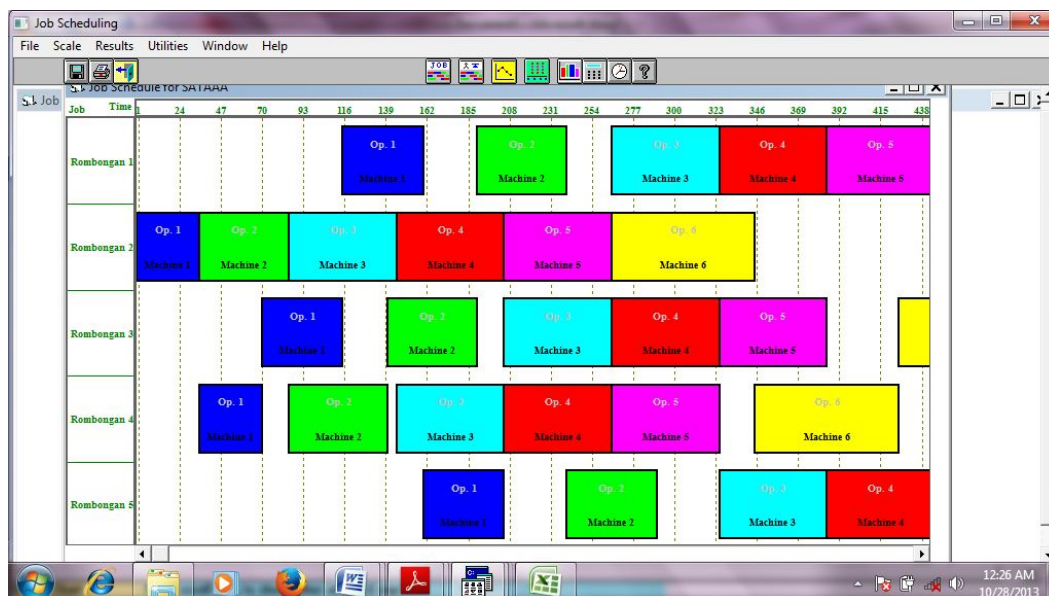 Job Scheduling
File Scale Results Utilities Window Help
JOB
Job
Job Schedule for SATAAA
Job Time 1 24 47 70 93 116 139 162 185 208 231 254 277 300 323 346 369 392 415 438
Rombongan 1
Op. 1 Op. 2 Op. 3 Op. 4 Op. 5
Machine 1 Machine 2 Machine 3 Machine 4 Machine 5
Rombongan 2
Op. 1 Op. 2 Op. 3 Op. 4 Op. 5 Op. 6
Machine 1 Machine 2 Machine 3 Machine 4 Machine 5 Machine 6
Rombongan 3
Op. 1 Op. 2 Op. 3 Op. 4 Op. 5
Machine 1 Machine 2 Machine 3 Machine 4 Machine 5
Rombongan 4
Op. 1 Op. 2 Op. 3 Op. 4 Op. 5 Op. 6
Machine 1 Machine 2 Machine 3 Machine 4 Machine 5 Machine 6
Rombongan 5
Op. 1 Op. 2 Op. 3 Op. 4
Machine 1 Machine 2 Machine 3 Machine 4
12:26 AM
10/28/2013